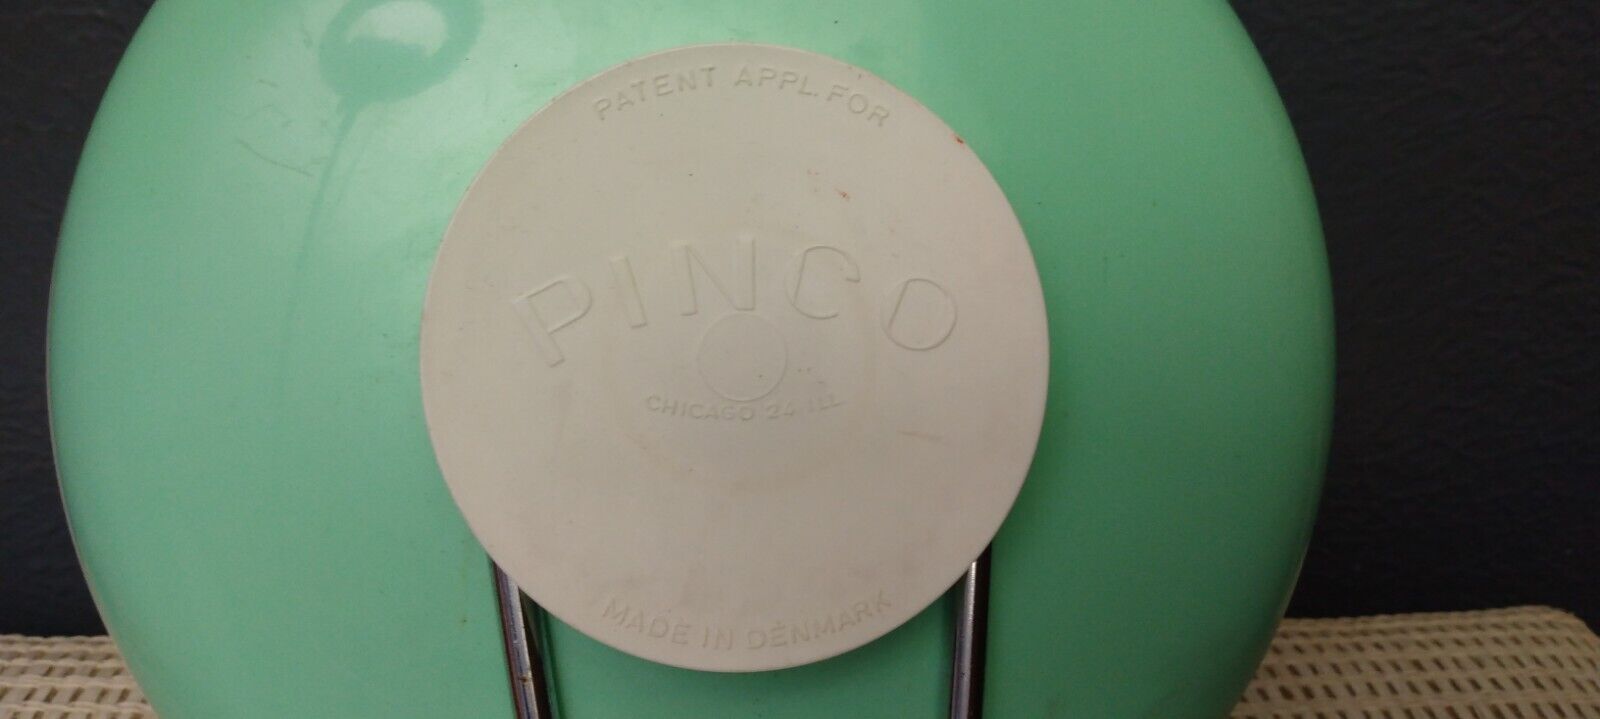 PATENT APPL. FOR
PINCO
CHICAGO 24 ILL
MADE IN DENMARK